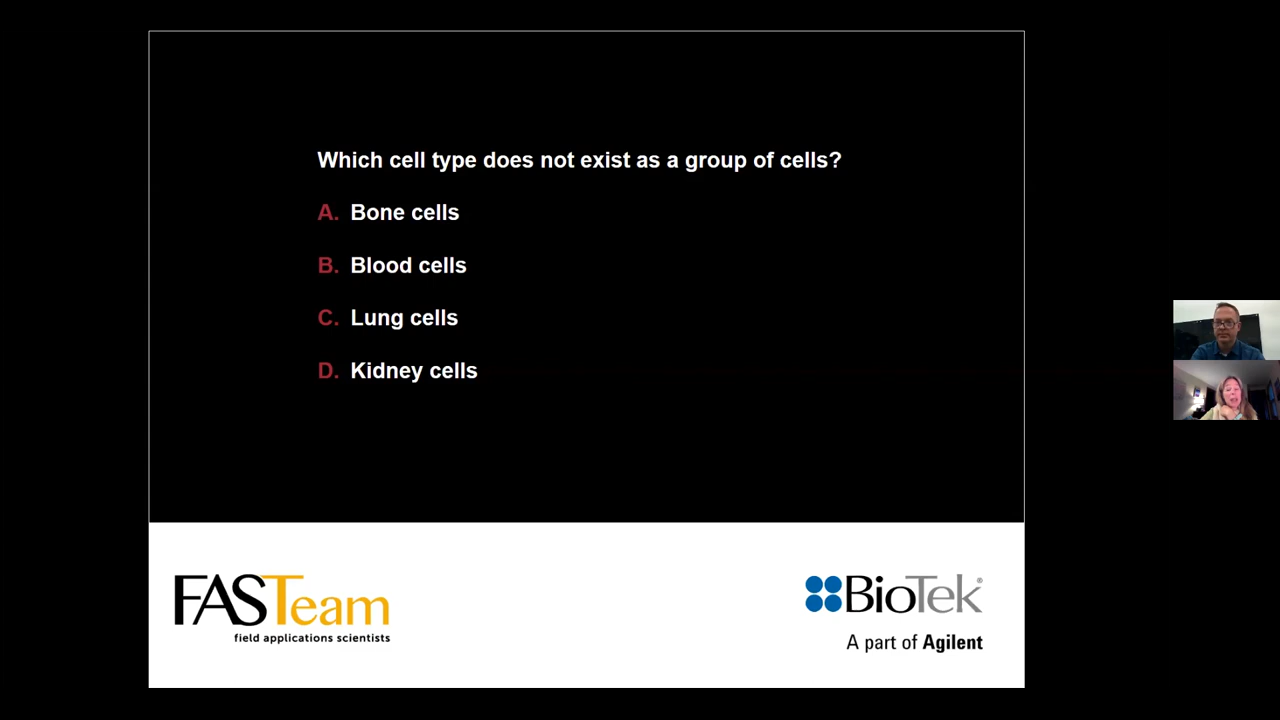 Which cell type does not exist as a group of cells?
A. Bone cells
B. Blood cells
C. Lung cells
D. Kidney cells
FASTeam
field applications scientists
BioTek®
A part of Agilent